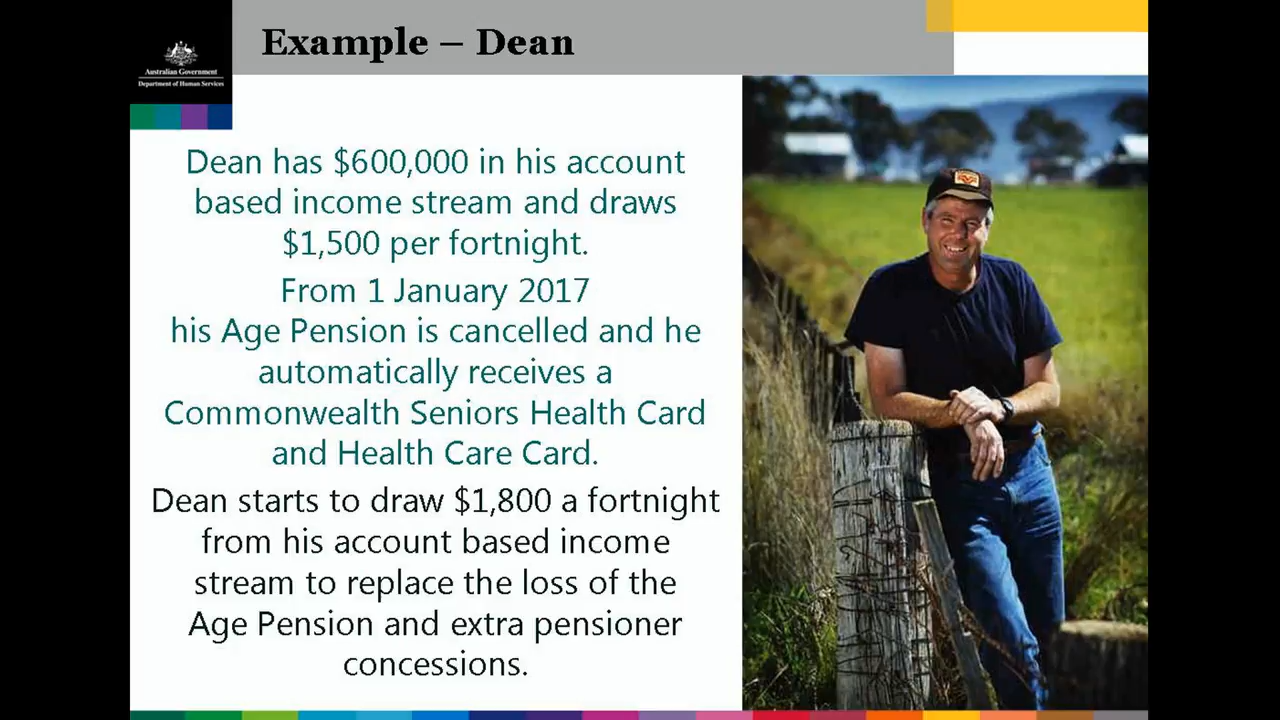 Example – Dean
Australian Government
Department of Human Services
Dean has $600,000 in his account
based income stream and draws
$1,500 per fortnight.
From 1 January 2017
his Age Pension is cancelled and he
automatically receives a
Commonwealth Seniors Health Card
and Health Care Card.
Dean starts to draw $1,800 a fortnight
from his account based income
stream to replace the loss of the
Age Pension and extra pensioner
concessions.